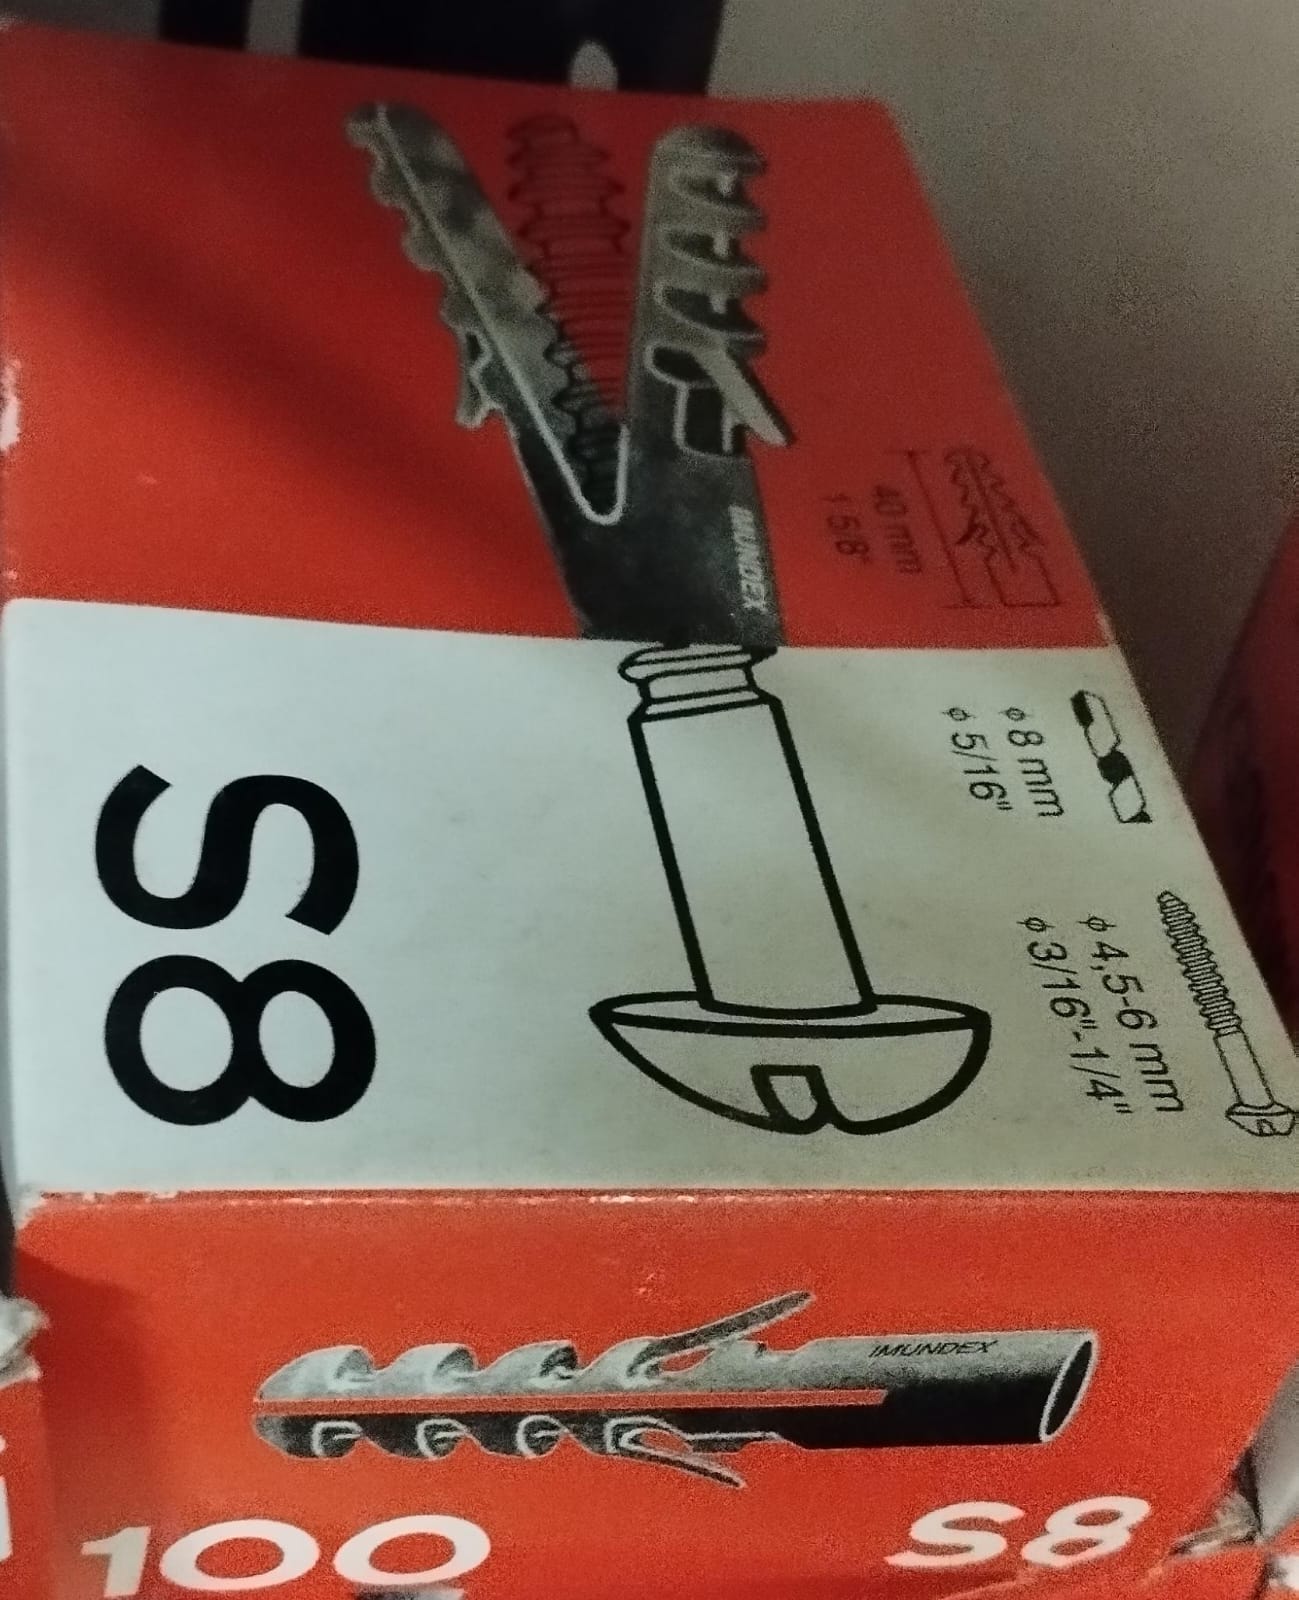 IMUNDEX
40 mm
1 5/8"
ϕ 8 mm
ϕ 5/16"
ϕ 4,5-6 mm
ϕ 3/16"-1/4"
S8
IMUNDEX
100
S8